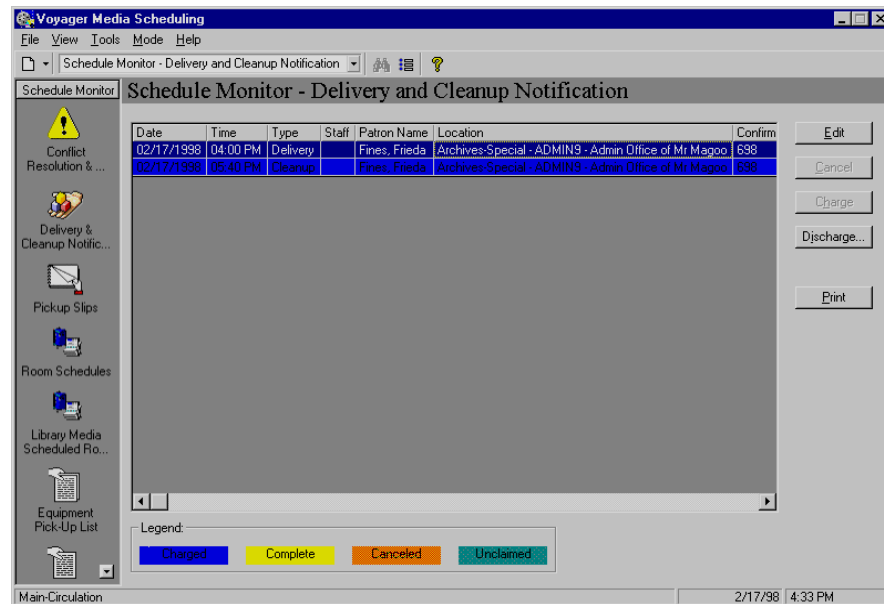 Voyager Media Scheduling
File View Tools Mode Help
Schedule Monitor - Delivery and Cleanup Notification
Schedule Monitor
Schedule Monitor - Delivery and Cleanup Notification
Conflict
Resolution & ...
Delivery &
Cleanup Notific...
Pickup Slips
Room Schedules
Library Media
Scheduled Ro...
Equipment
Pick-Up List
Date Time Type Staff Patron Name Location Confirm
02/17/1998 04:00 PM Delivery Fines, Frieda Archives-Special - ADMIN9 - Admin Office of Mr Magoo 698
02/17/1998 05:40 PM Cleanup Fines, Frieda Archives-Special - ADMIN9 - Admin Office of Mr Magoo 698
Edit
Cancel
Charge
Discharge...
Print
Legend:
Charged Complete Canceled Unclaimed
Main-Circulation 2/17/98 4:33 PM